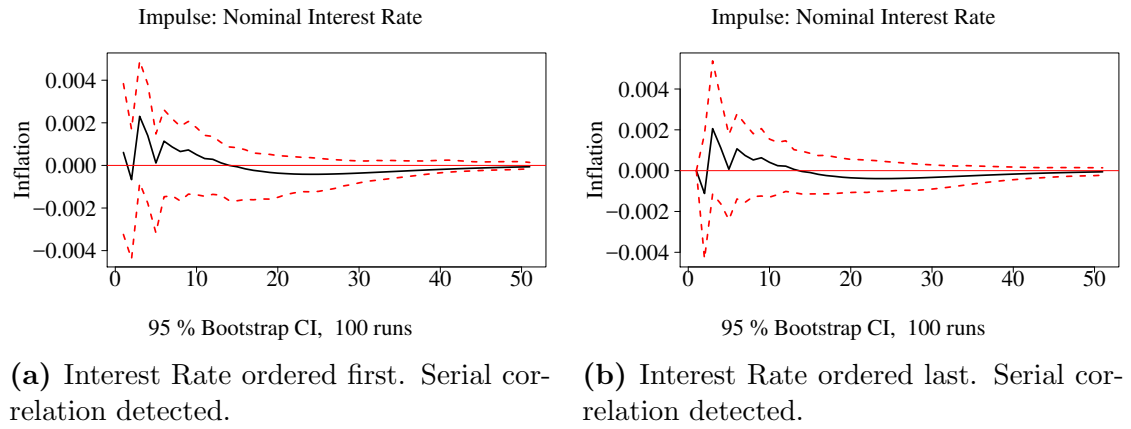 Impulse: Nominal Interest Rate
Inflation
0.004
0.002
0.000
−0.002
−0.004
0 10 20 30 40 50
95 % Bootstrap CI, 100 runs
(a) Interest Rate ordered first. Serial cor-
relation detected.
Impulse: Nominal Interest Rate
Inflation
0.004
0.002
0.000
−0.002
−0.004
0 10 20 30 40 50
95 % Bootstrap CI, 100 runs
(b) Interest Rate ordered last. Serial cor-
relation detected.